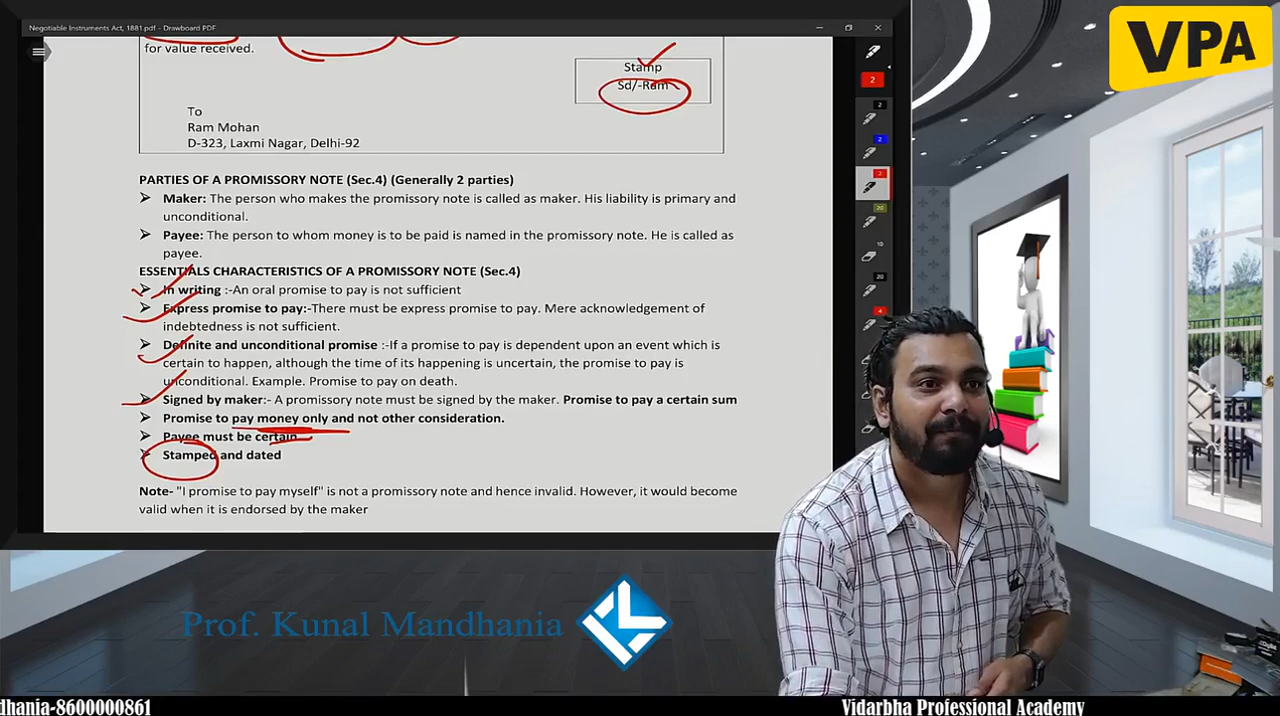 Negotiable Instruments Act, 1881.pdf - Drawboard PDF
VPA
for value received.
Stamp
Sd/-Ram
To
Ram Mohan
D-323, Laxmi Nagar, Delhi-92
PARTIES OF A PROMISSORY NOTE (Sec.4) (Generally 2 parties)
➢ Maker: The person who makes the promissory note is called as maker. His liability is primary and
unconditional.
➢ Payee: The person to whom money is to be paid is named in the promissory note. He is called as
payee.
ESSENTIALS CHARACTERISTICS OF A PROMISSORY NOTE (Sec.4)
➢ In writing :-An oral promise to pay is not sufficient
➢ Express promise to pay:-There must be express promise to pay. Mere acknowledgement of
indebtedness is not sufficient.
➢ Definite and unconditional promise :-If a promise to pay is dependent upon an event which is
certain to happen, although the time of its happening is uncertain, the promise to pay is
unconditional. Example. Promise to pay on death.
➢ Signed by maker:- A promissory note must be signed by the maker. Promise to pay a certain sum
➢ Promise to pay money only and not other consideration.
➢ Payee must be certain
➢ Stamped and dated
Note- "I promise to pay myself" is not a promissory note and hence invalid. However, it would become
valid when it is endorsed by the maker
2
2
2
2
20
10
20
4
Prof. Kunal Mandhania
dhania-8600000861
Vidarbha Professional Academy